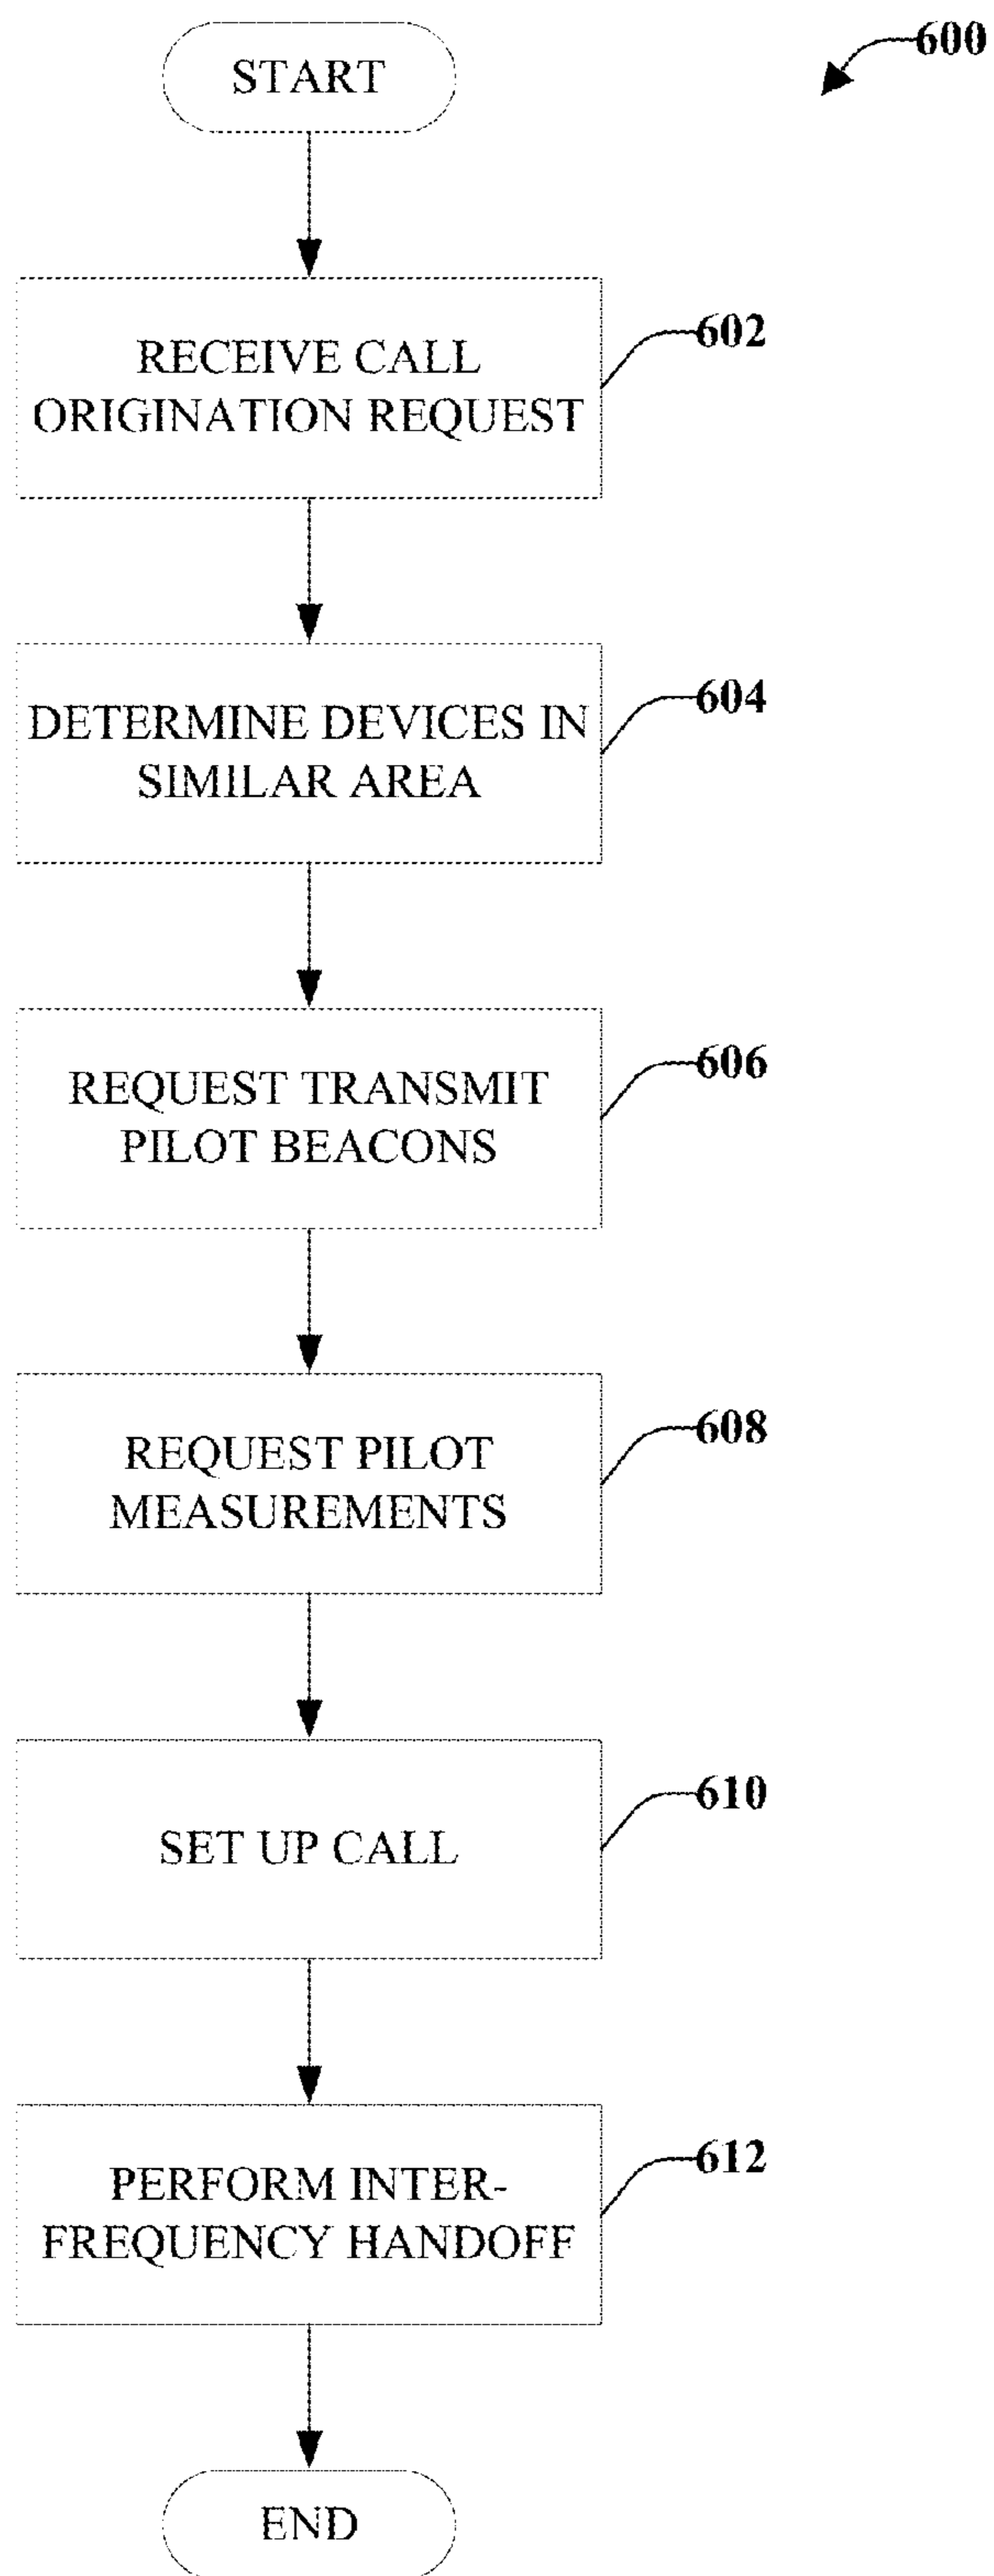 START
600
RECEIVE CALL
ORIGINATION REQUEST
602
DETERMINE DEVICES IN
SIMILAR AREA
604
REQUEST TRANSMIT
PILOT BEACONS
606
REQUEST PILOT
MEASUREMENTS
608
SET UP CALL
610
PERFORM INTER-
FREQUENCY HANDOFF
612
END